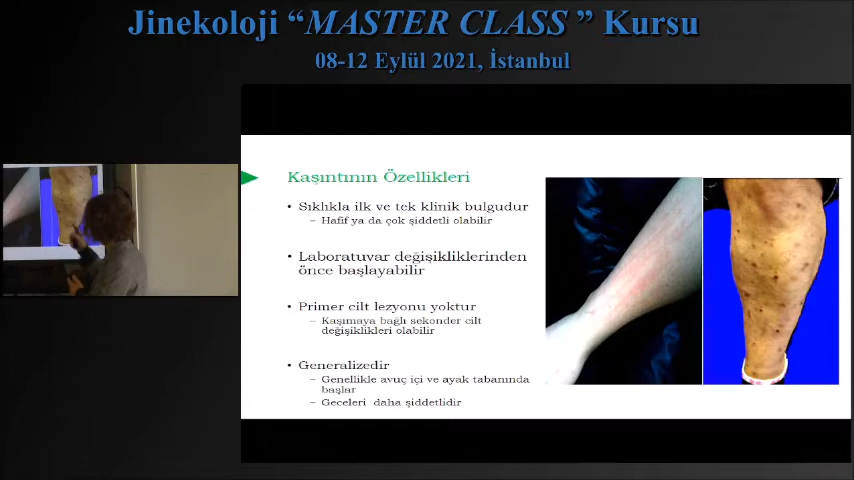 Jinekoloji “MASTER CLASS ” Kursu
08-12 Eylül 2021, İstanbul
Kaşıntının Özellikleri
• Sıklıkla ilk ve tek klinik bulgudur
– Hafif ya da çok şiddetli olabilir
• Laboratuvar değişikliklerinden
önce başlayabilir
• Primer cilt lezyonu yoktur
– Kaşımaya bağlı sekonder cilt
değişiklikleri olabilir
• Generalizedir
– Genellikle avuç içi ve ayak tabanında
başlar
– Geceleri daha şiddetlidir